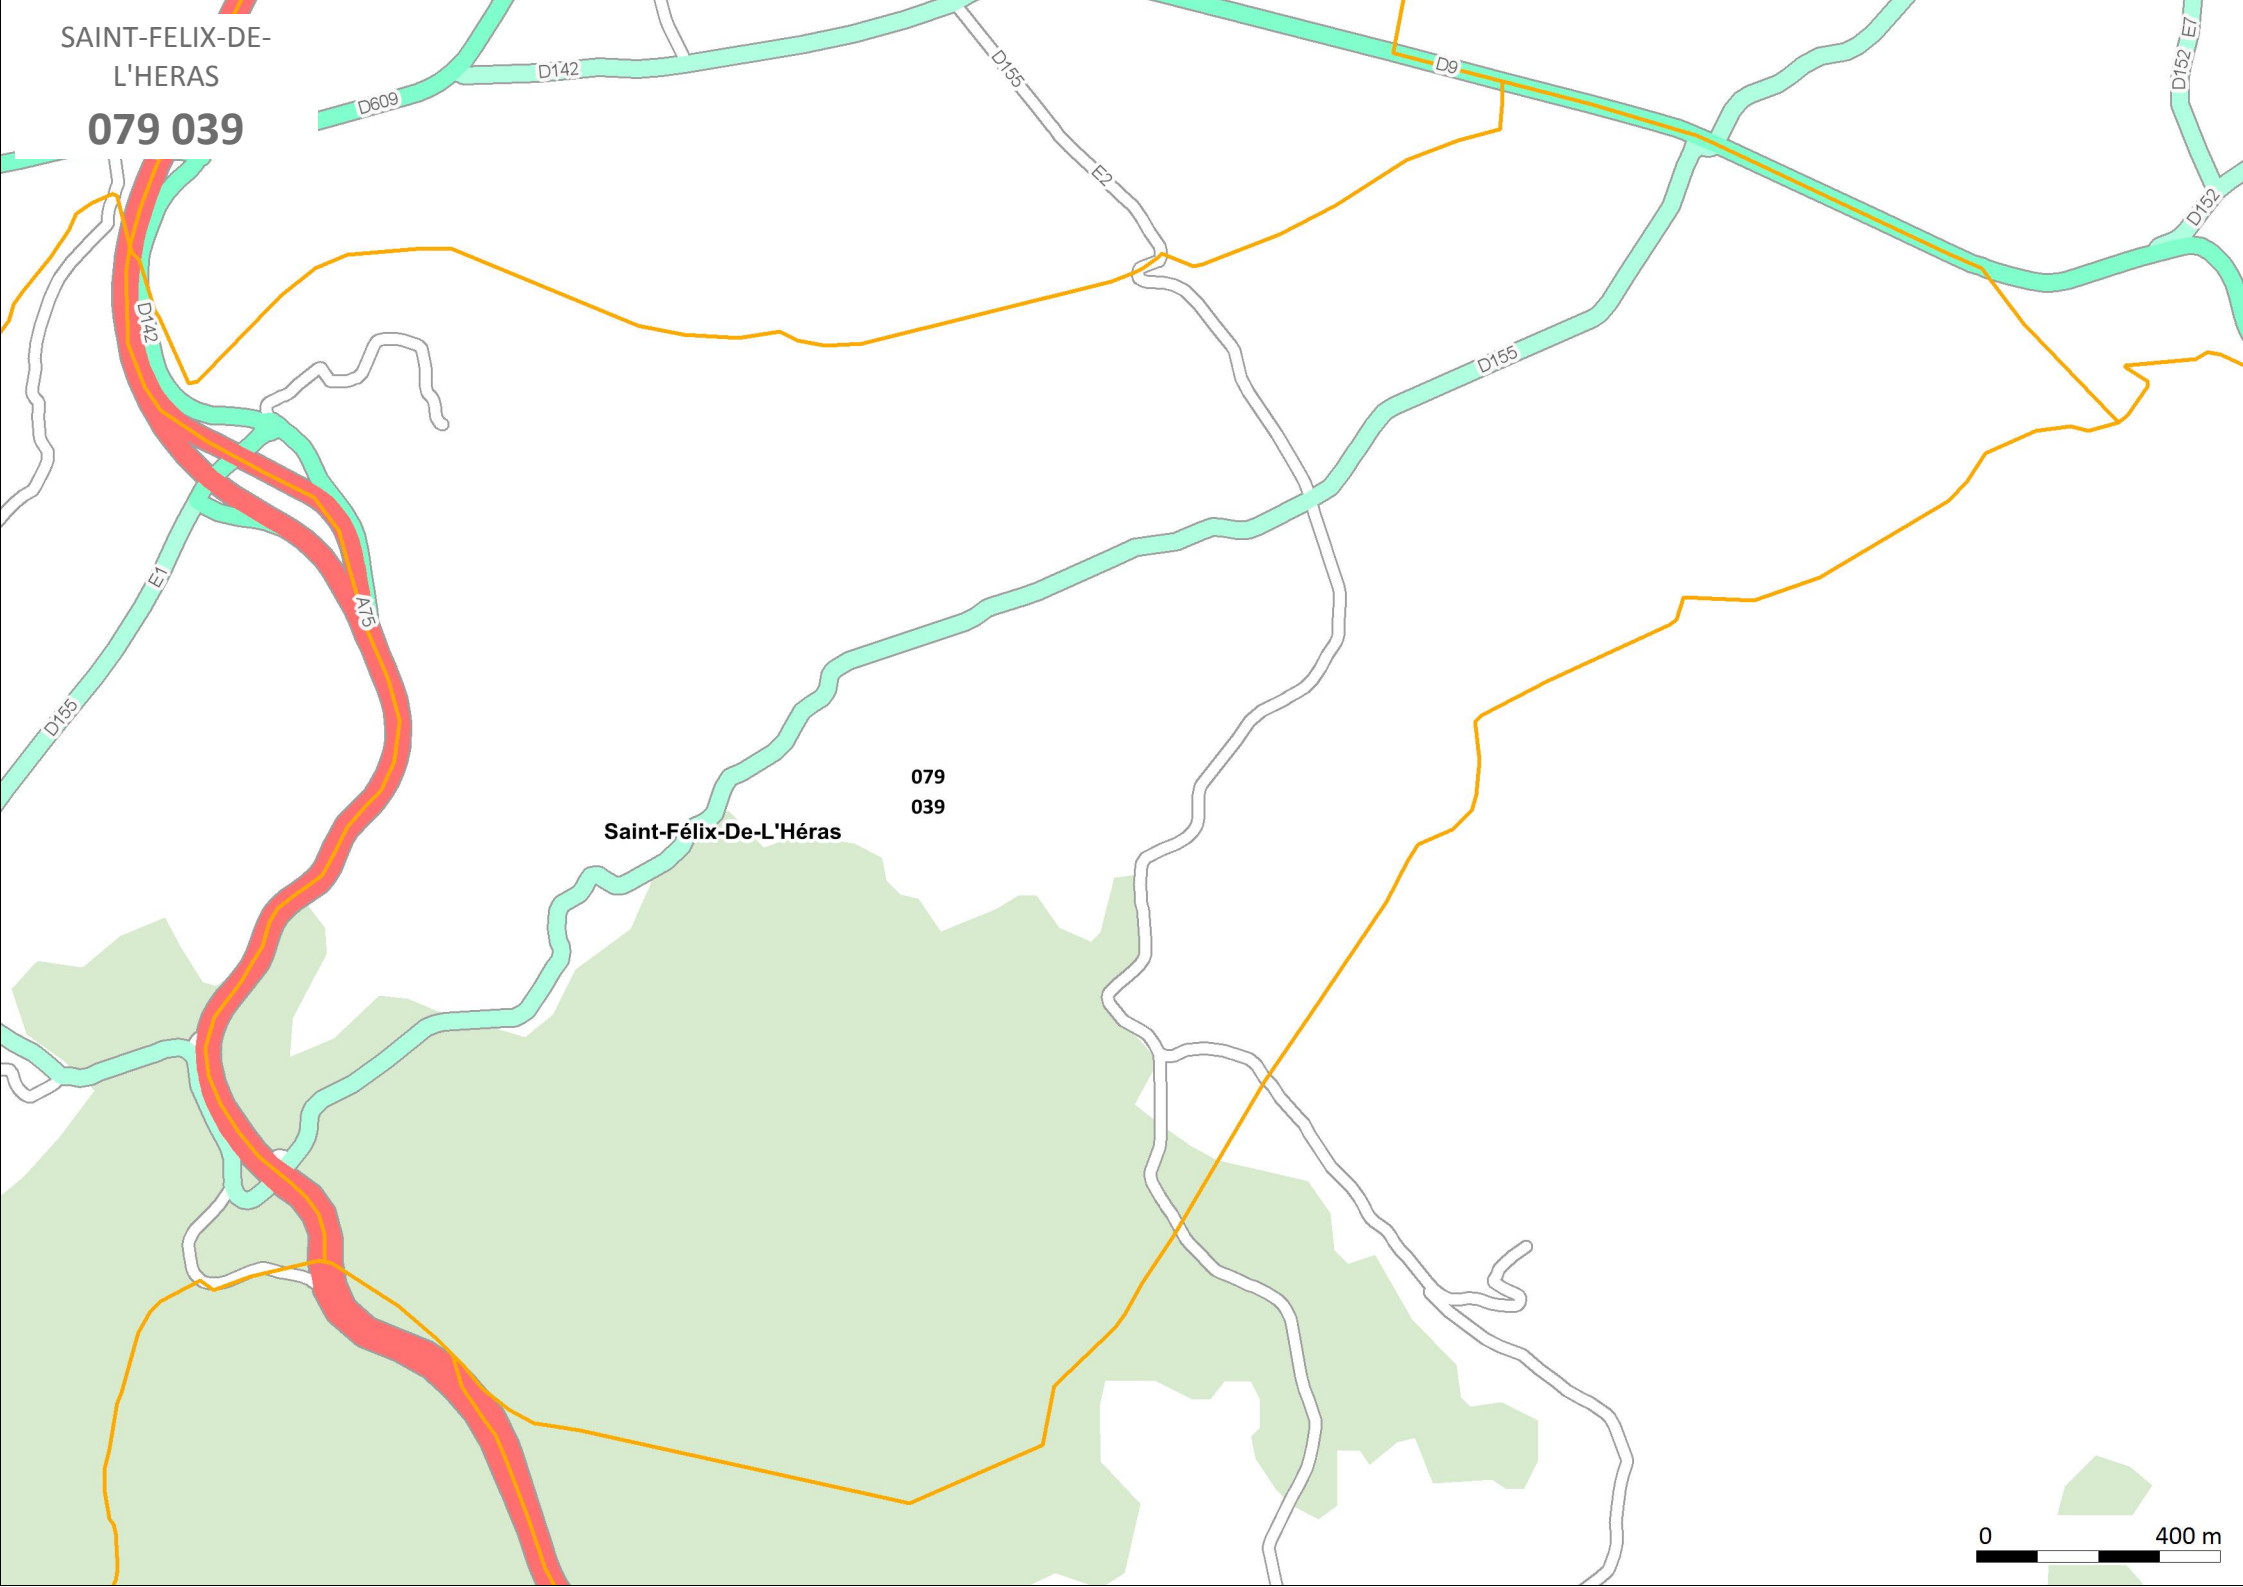 SAINT-FELIX-DE-
L'HERAS
079 039
D609
D142
D155
E2
D9
D152 E7
D152
D142
D155
E1
A75
D155
079
039
Saint-Félix-De-L'Héras
0 400 m